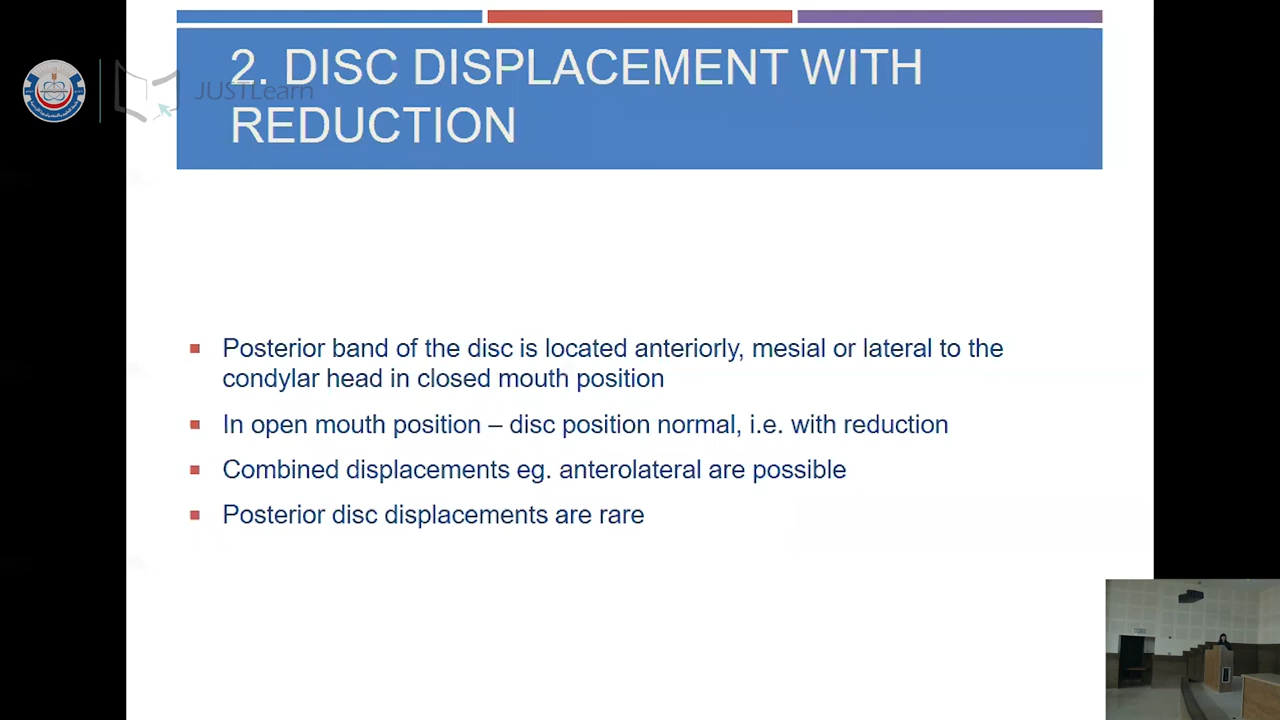 2. DISC DISPLACEMENT WITH
REDUCTION
JUSTLearn
Posterior band of the disc is located anteriorly, mesial or lateral to the
condylar head in closed mouth position
In open mouth position – disc position normal, i.e. with reduction
Combined displacements eg. anterolateral are possible
Posterior disc displacements are rare